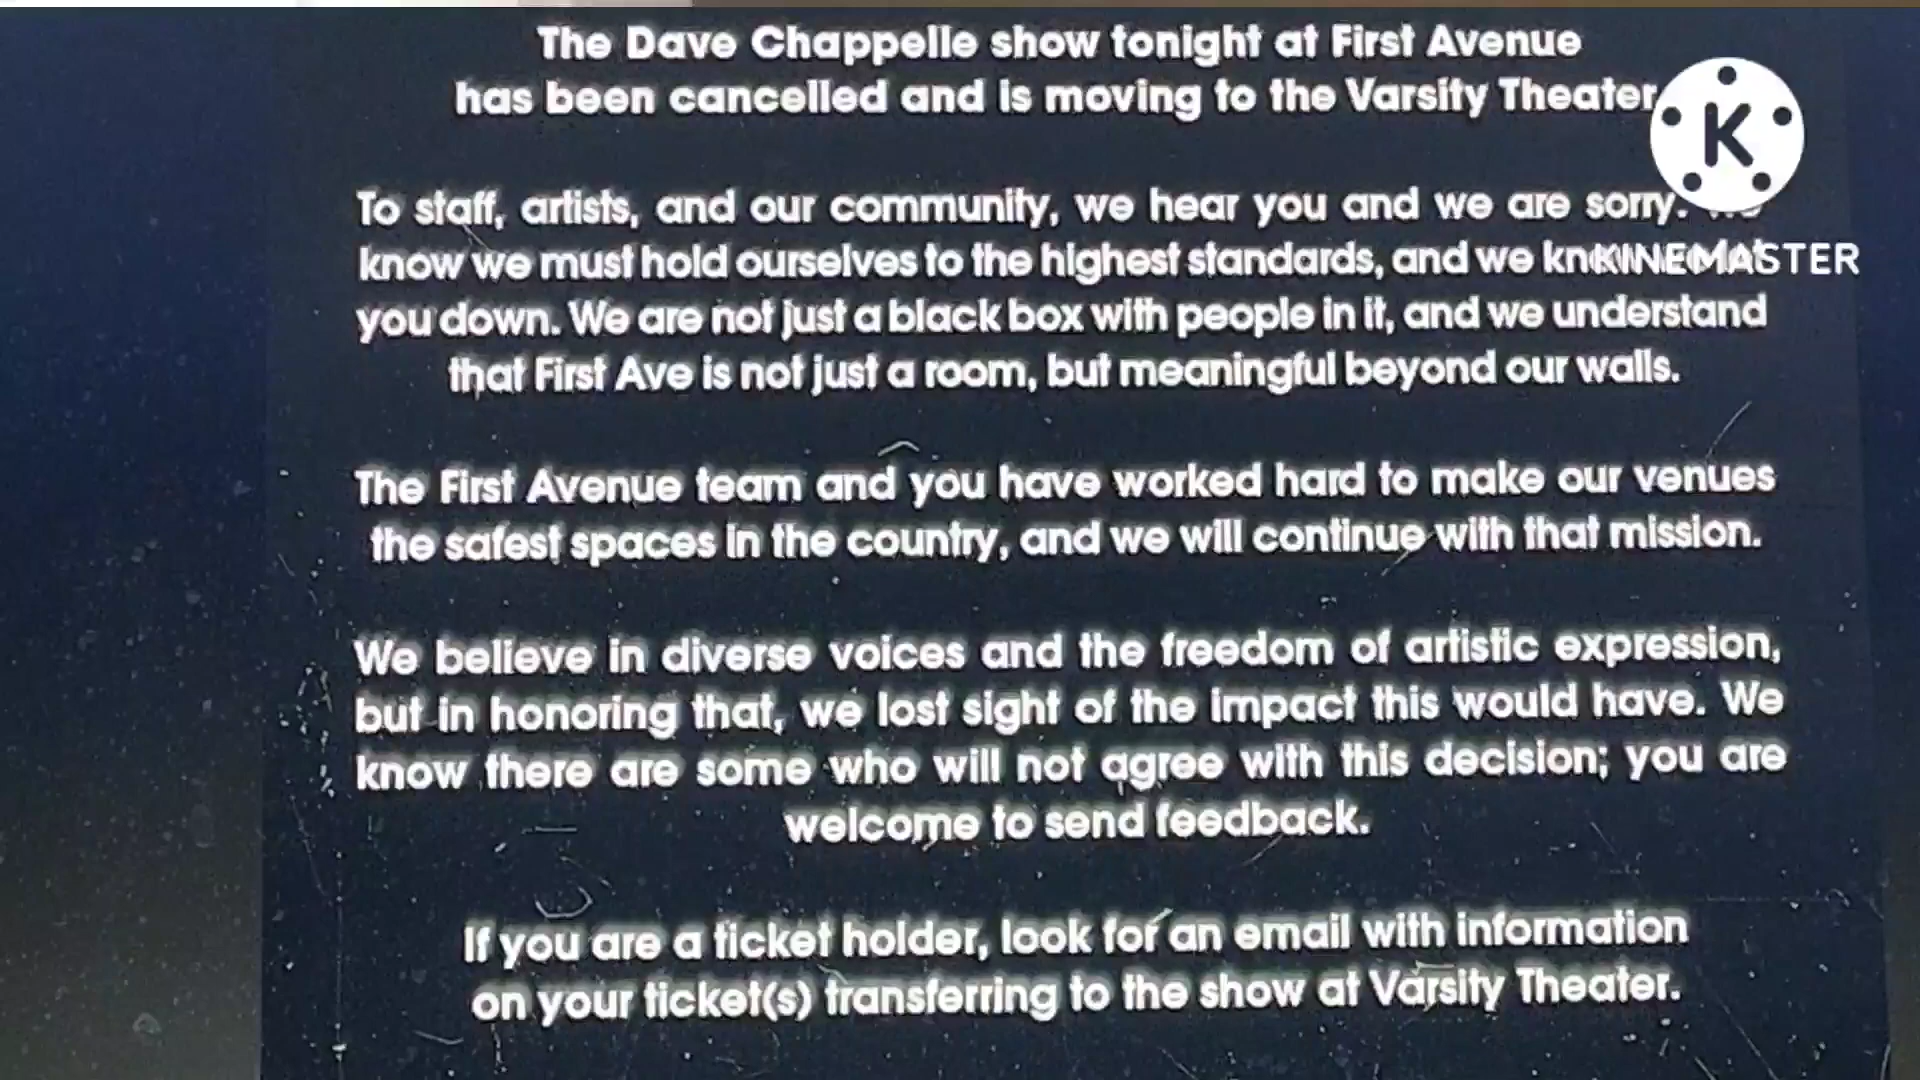 The Dave Chappelle show tonight at First Avenue
has been cancelled and is moving to the Varsity Theater
To staff, artists, and our community, we hear you and we are sorry.
know we must hold ourselves to the highest standards, and we
you down. We are not just a black box with people in it, and we understand
that First Ave is not just a room, but meaningful beyond our walls.
The First Avenue team and you have worked hard to make our venues
the safest spaces in the country, and we will continue with that mission.
We believe in diverse voices and the freedom of artistic expression,
but in honoring that, we lost sight of the impact this would have. We
know there are some who will not agree with this decision; you are
welcome to send feedback.
If you are a ticket holder, look for an email with information
on your ticket(s) transferring to the show at Varsity Theater.
K
KINEMASTER